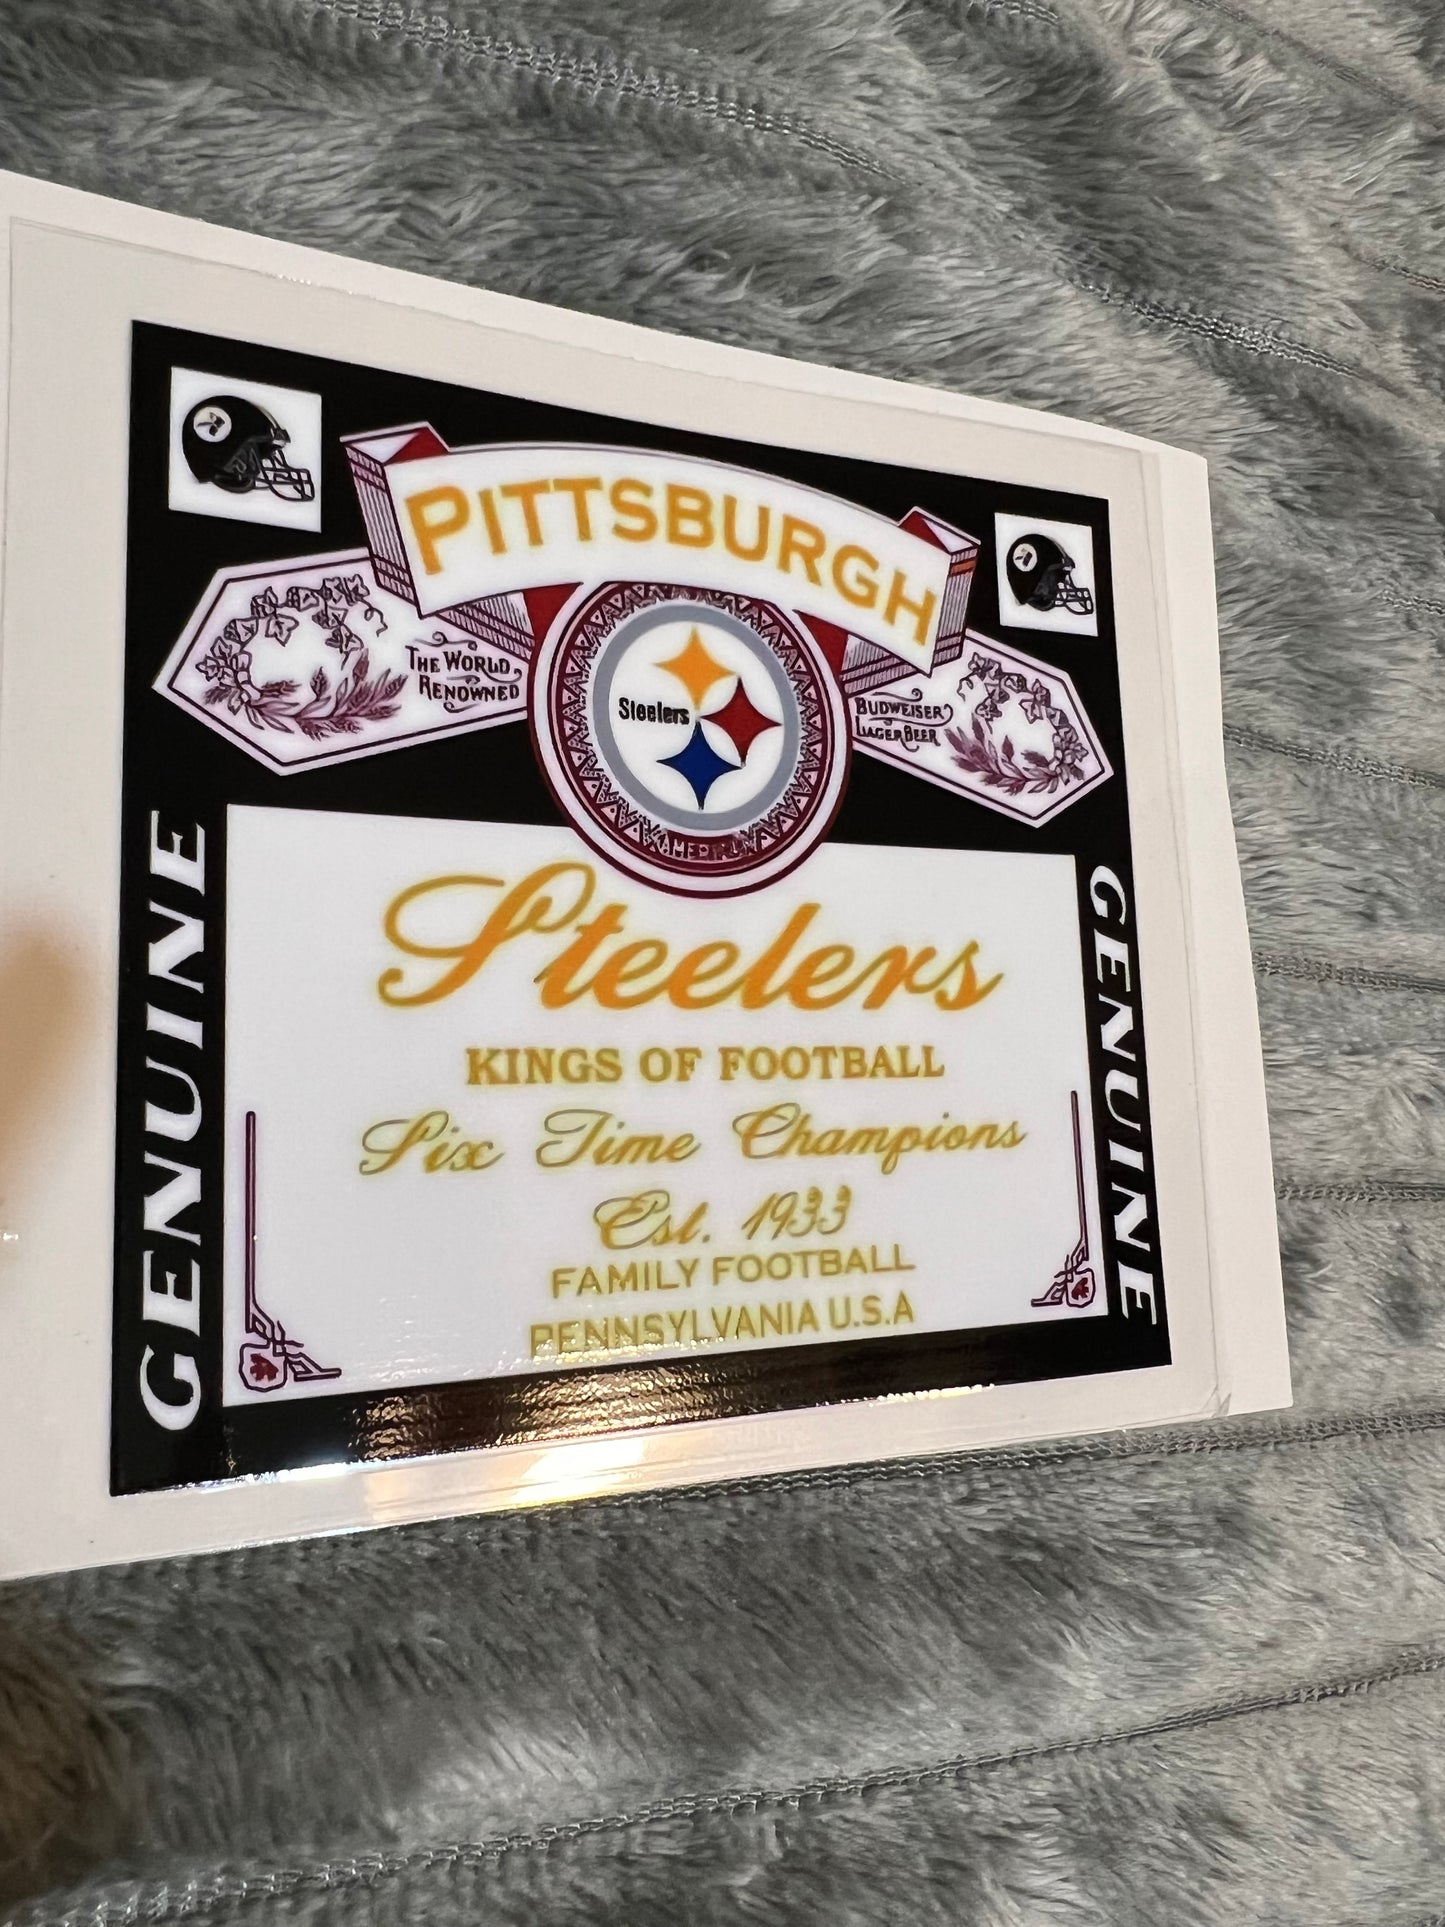 PITTSBURGH
THE WORLD
RENOWNED
BUDWEISER
LAGER BEER
Steelers
Steelers
KINGS OF FOOTBALL
Six Time Champions
Est. 1933
FAMILY FOOTBALL
PENNSYLVANIA U.S.A
GENUINE
GENUINE